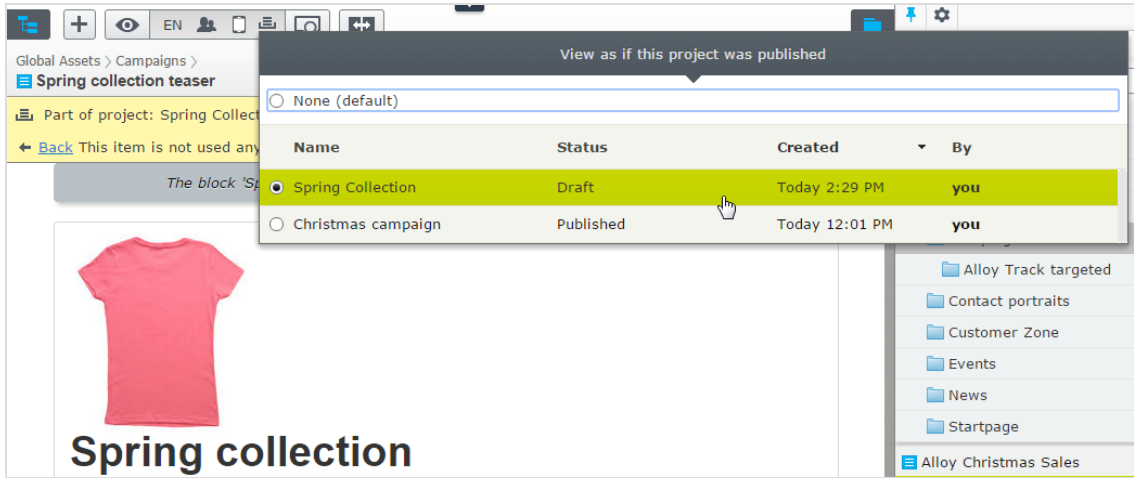 EN
View as if this project was published
Global Assets > Campaigns >
Spring collection teaser
None (default)
Part of project: Spring Collect
Back This item is not used any
Name Status Created By
The block 'Sp
Spring Collection Draft Today 2:29 PM you
Christmas campaign Published Today 12:01 PM you
Alloy Track targeted
Contact portraits
Customer Zone
Events
News
Startpage
Spring collection
Alloy Christmas Sales